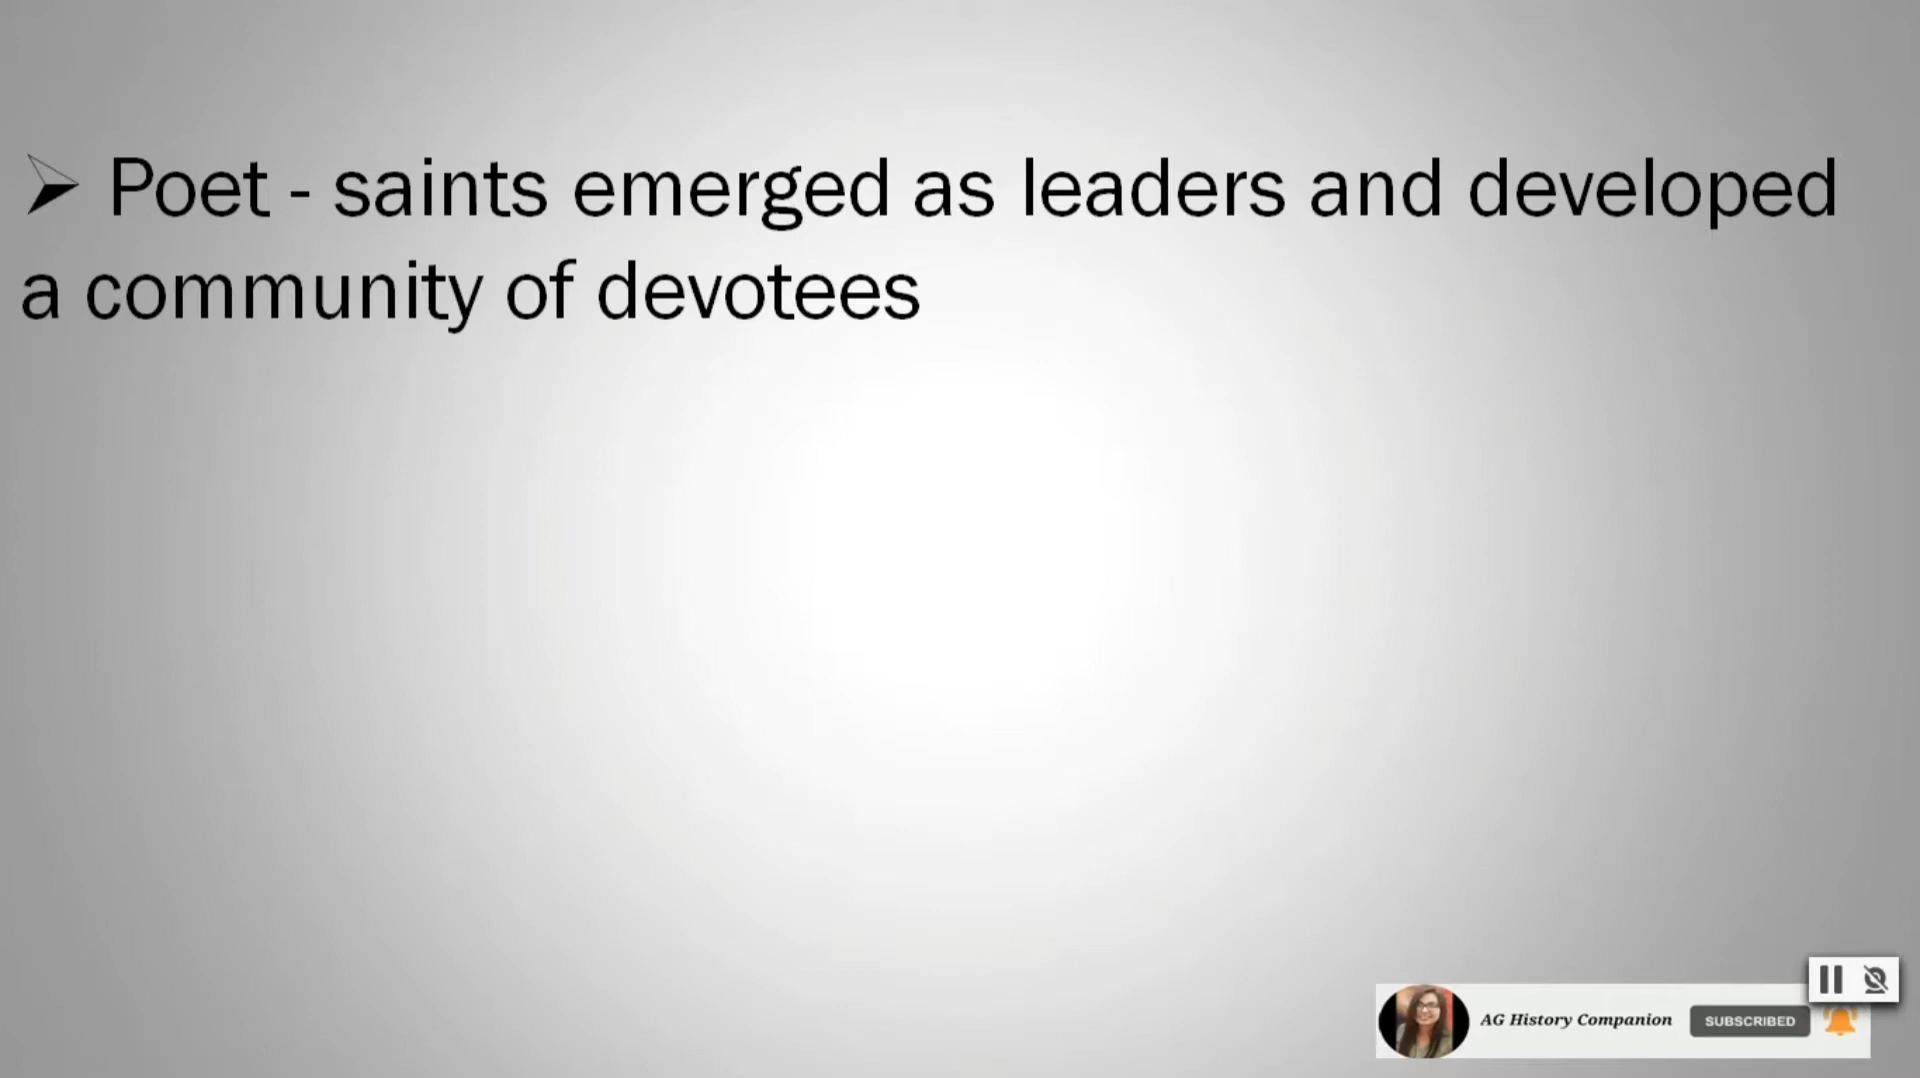 ➢ Poet - saints emerged as leaders and developed
a community of devotees
AG History Companion
SUBSCRIBED